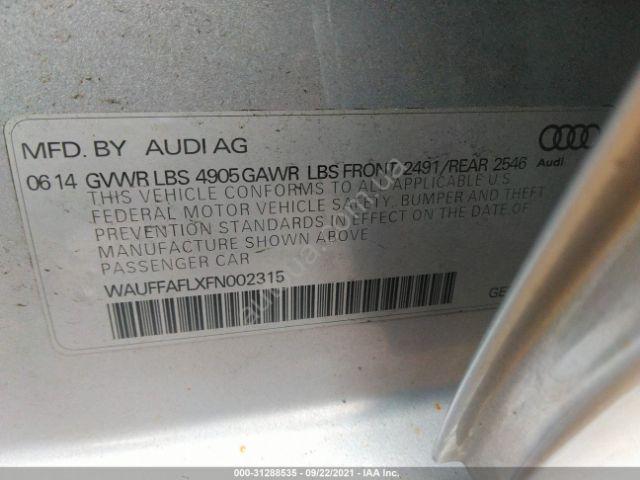 MFD. BY AUDI AG
06 14 GVWR LBS 4905 GAWR LBS FRONT 2491/REAR 2546
Audi
THIS VEHICLE CONFORMS TO ALL APPLICABLE U.S
FEDERAL MOTOR VEHICLE SAFETY, BUMPER AND THEFT
PREVENTION STANDARDS IN EFFECT ON THE DATE OF
MANUFACTURE SHOWN ABOVE
PASSENGER CAR
WAUFFAFLXFN002315
GE
000-31288535 - 09/22/2021 - IAA Inc.